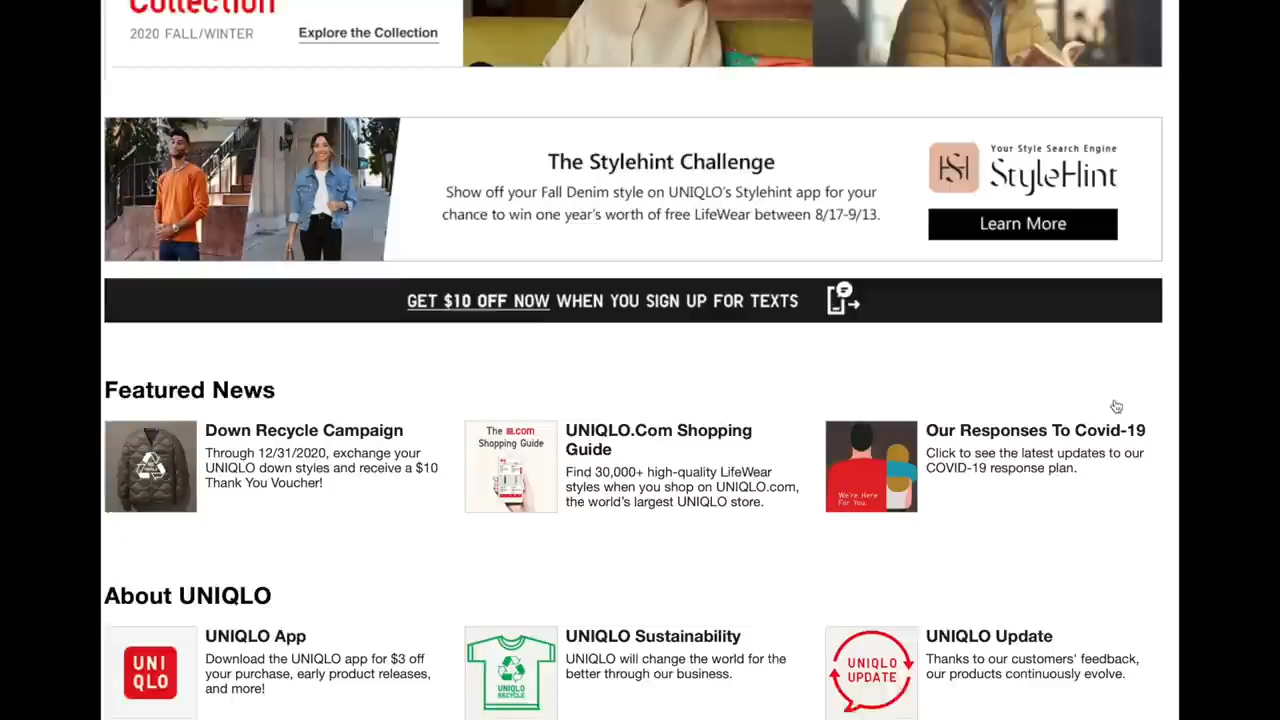 Collection
2020 FALL/WINTER
Explore the Collection
The Stylehint Challenge
Show off your Fall Denim style on UNIQLO's Stylehint app for your
chance to win one year's worth of free LifeWear between 8/17-9/13.
Your Style Search Engine
StyleHint
Learn More
GET $10 OFF NOW WHEN YOU SIGN UP FOR TEXTS
Featured News
Down Recycle Campaign
Through 12/31/2020, exchange your
UNIQLO down styles and receive a $10
Thank You Voucher!
The .com
Shopping Guide
UNIQLO.Com Shopping
Guide
Find 30,000+ high-quality LifeWear
styles when you shop on UNIQLO.com,
the world's largest UNIQLO store.
We're Here
For You.
Our Responses To Covid-19
Click to see the latest updates to our
COVID-19 response plan.
About UNIQLO
UNI
QLO
UNIQLO App
Download the UNIQLO app for $3 off
your purchase, early product releases,
and more!
UNIQLO
RECYCLE
UNIQLO Sustainability
UNIQLO will change the world for the
better through our business.
UNIQLO
UPDATE
UNIQLO Update
Thanks to our customers' feedback,
our products continuously evolve.